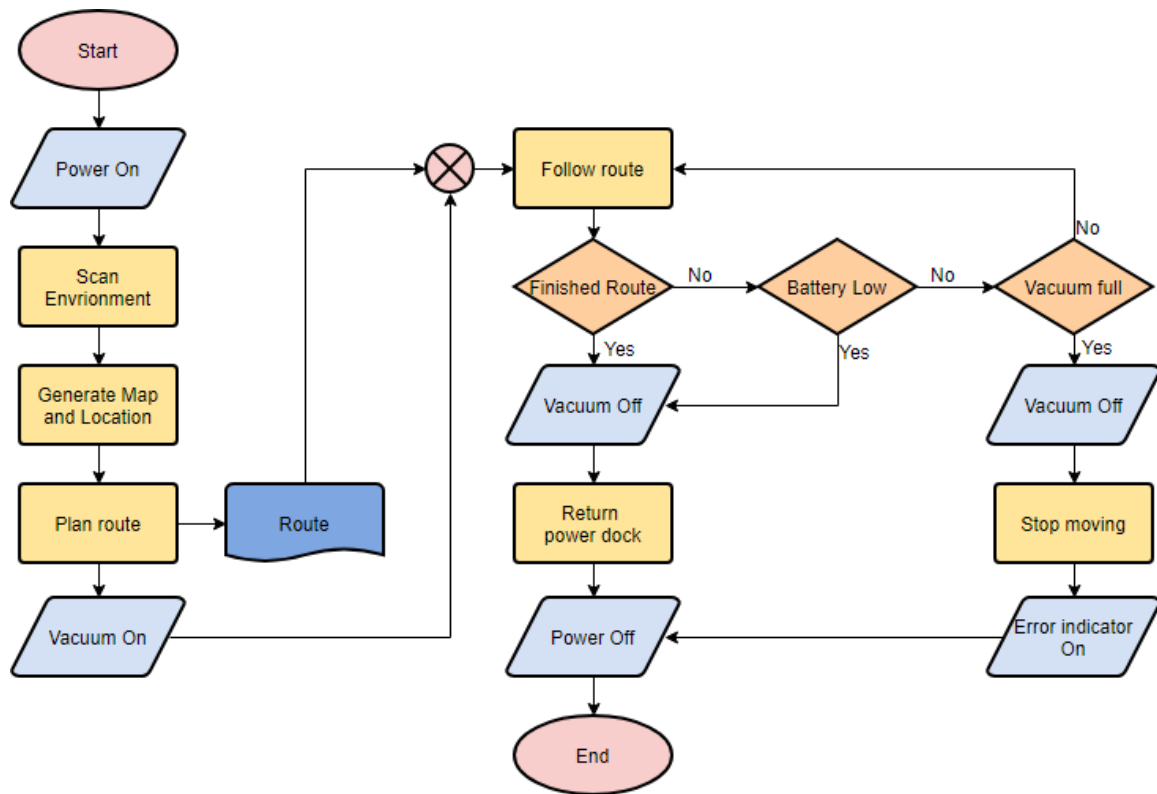 Start
Power On
Scan
Envrionment
Generate Map
and Location
Plan route
Route
Vacuum On
Follow route
Finished Route
No
Battery Low
No
Vacuum full
No
Yes
Yes
Yes
Vacuum Off
Vacuum Off
Return
power dock
Stop moving
Power Off
Error indicator
On
End